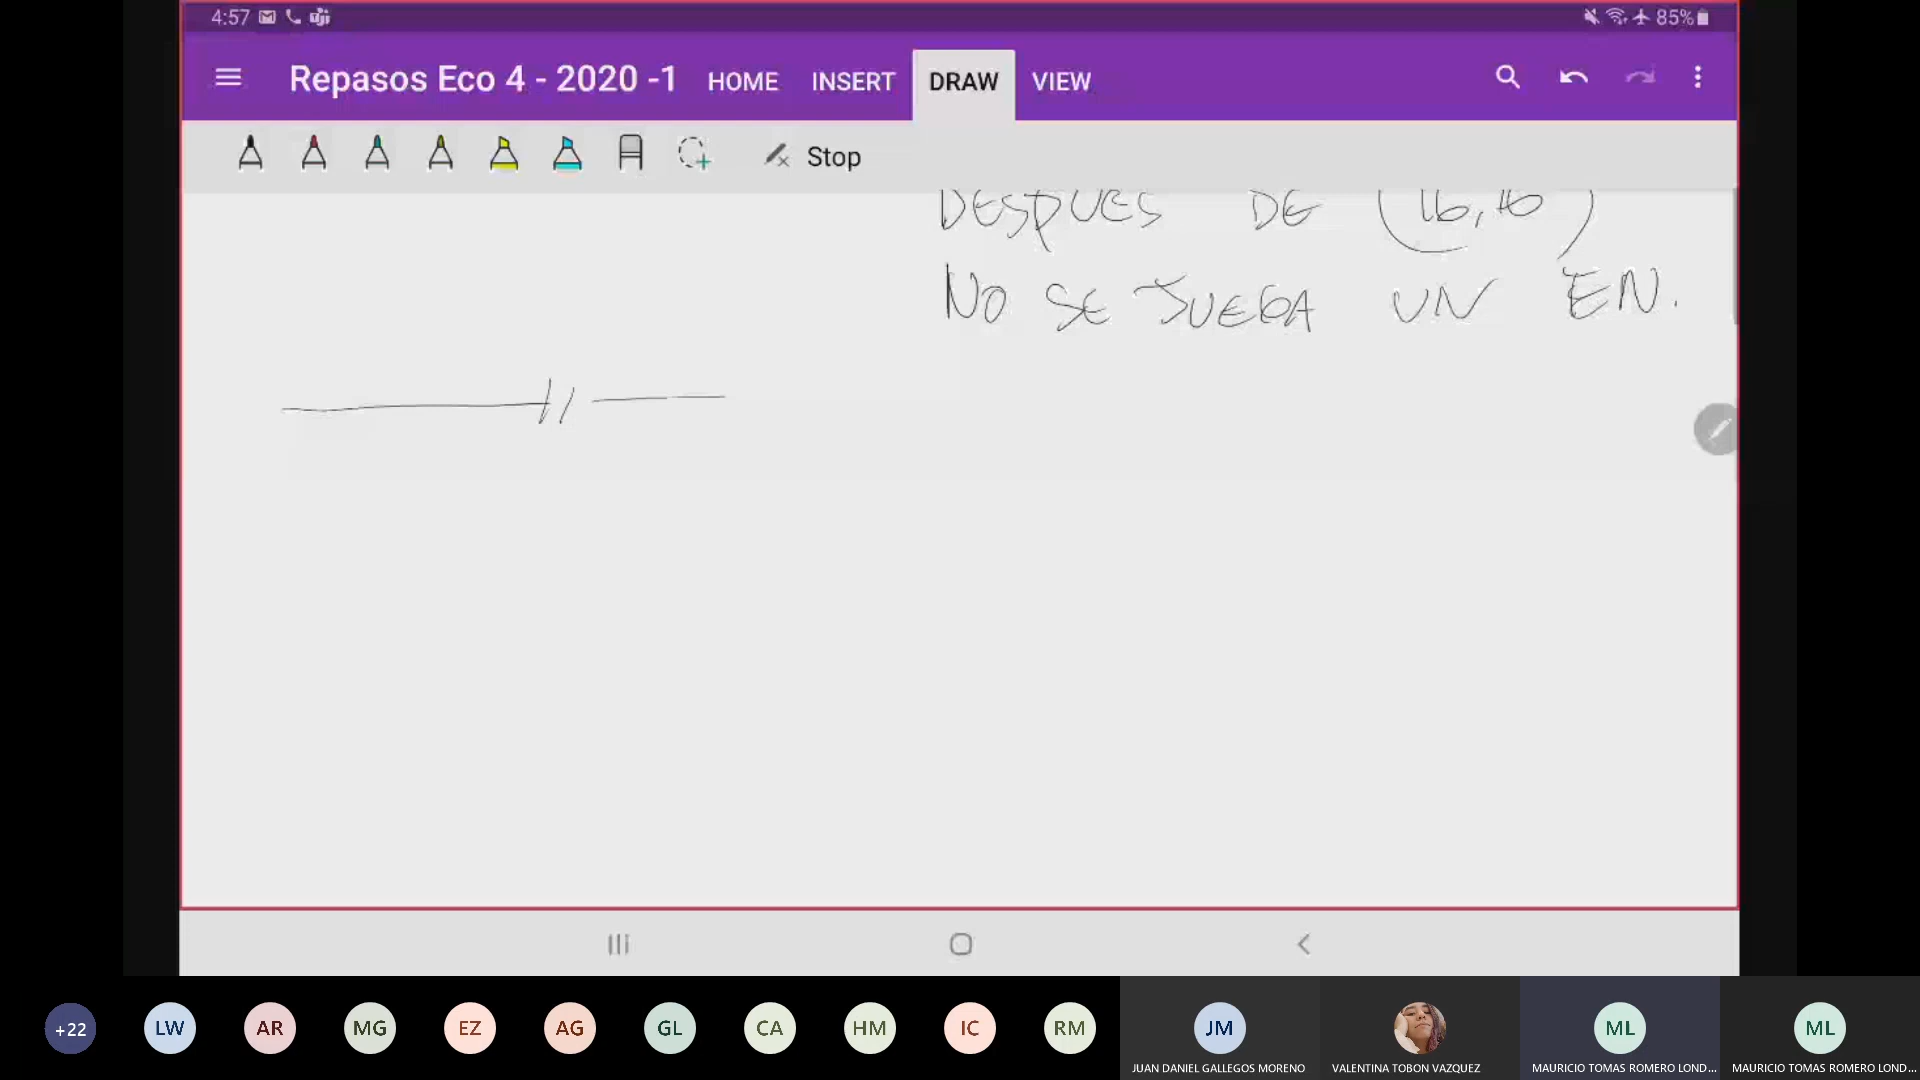 4:57
85%
Repasos Eco 4 - 2020 -1 HOME INSERT DRAW VIEW
Stop
DESPUES DE (16,16)
NO SE JUEGA UN EN.
+22 LW AR MG EZ AG GL CA HM IC RM JM ML ML
JUAN DANIEL GALLEGOS MORENO VALENTINA TOBON VAZQUEZ MAURICIO TOMAS ROMERO LOND... MAURICIO TOMAS ROMERO LOND...